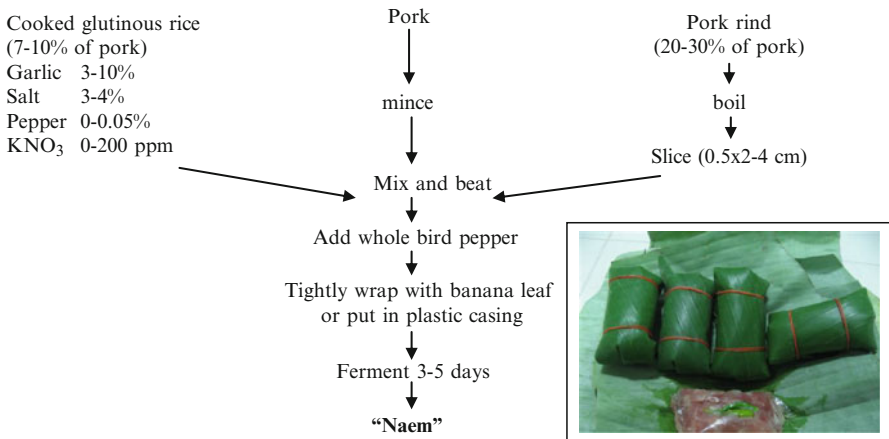 Cooked glutinous rice
(7-10% of pork)
Garlic 3-10%
Salt 3-4%
Pepper 0-0.05%
KNO₃ 0-200 ppm
Pork
mince
Pork rind
(20-30% of pork)
boil
Slice (0.5x2-4 cm)
Mix and beat
Add whole bird pepper
Tightly wrap with banana leaf
or put in plastic casing
Ferment 3-5 days
“Naem”